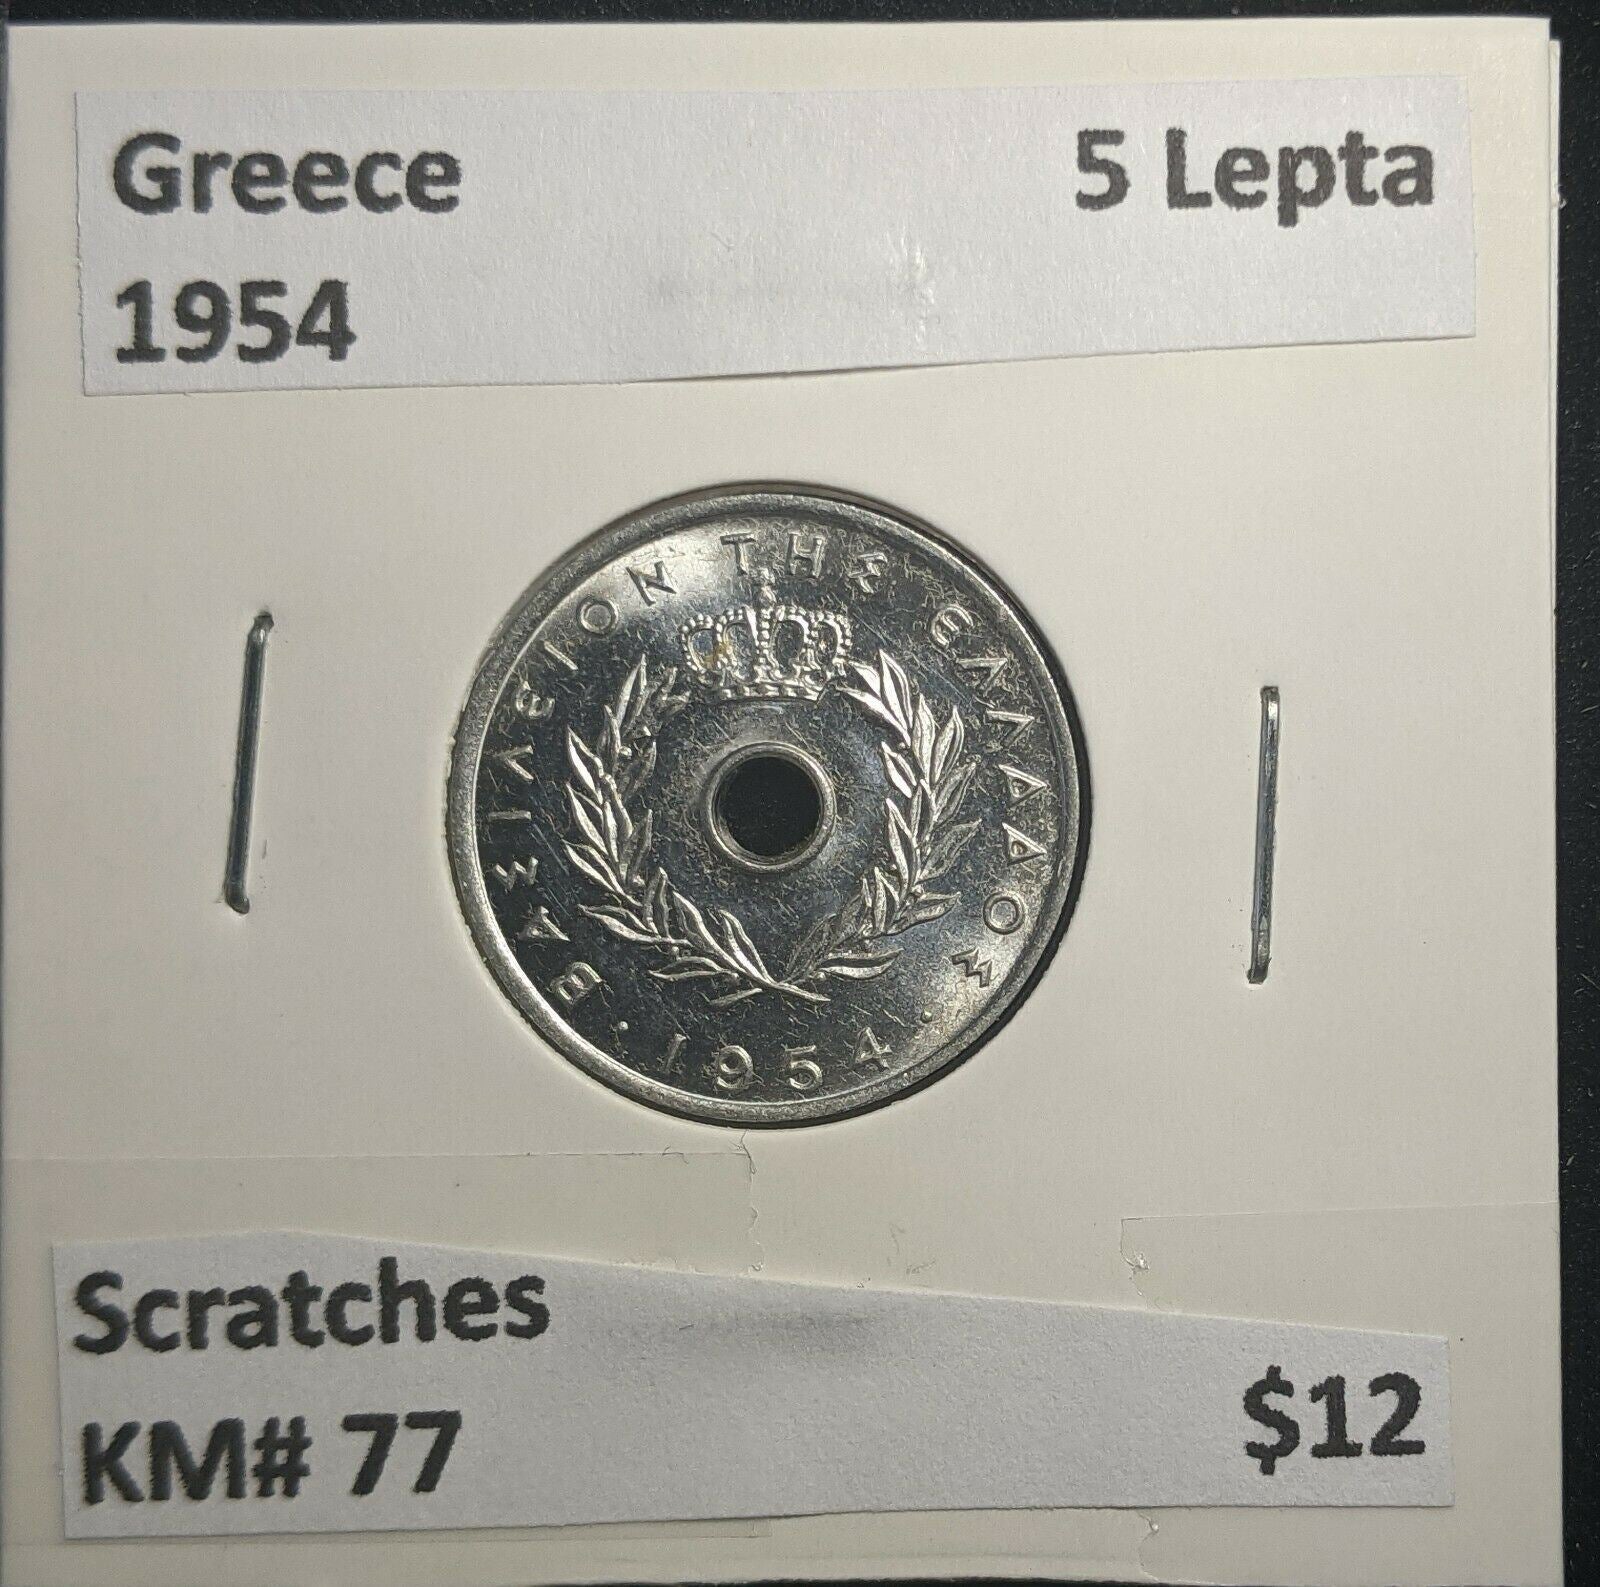 Greece 5 Lepta
1954
ΒΑΣΙΛΕΙΟΝ ΤΗΣ ΕΛΛΑΔΟΣ
· 1954 ·
Scratches
KM# 77 $12